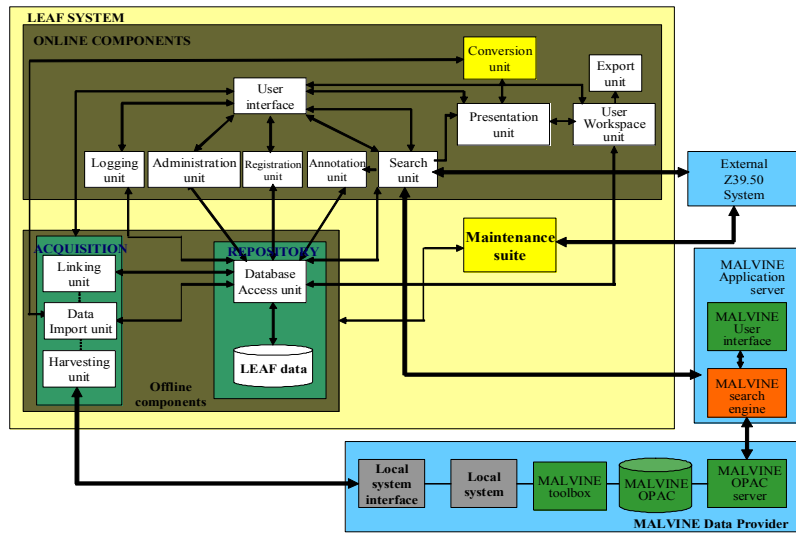 LEAF SYSTEM
ONLINE COMPONENTS
Conversion
unit
Export
unit
User
interface
Presentation
unit
User
Workspace
unit
Logging
unit
Administration
unit
Registration
unit
Annotation
unit
Search
unit
External
Z39.50
System
ACQUISITION
REPOSITORY
Maintenance
suite
Linking
unit
Database
Access unit
Data
Import unit
Harvesting
unit
LEAF data
Offline
components
MALVINE
Application
server
MALVINE
User
interface
MALVINE
search
engine
Local
system
interface
Local
system
MALVINE
toolbox
MALVINE
OPAC
MALVINE
OPAC
server
MALVINE Data Provider